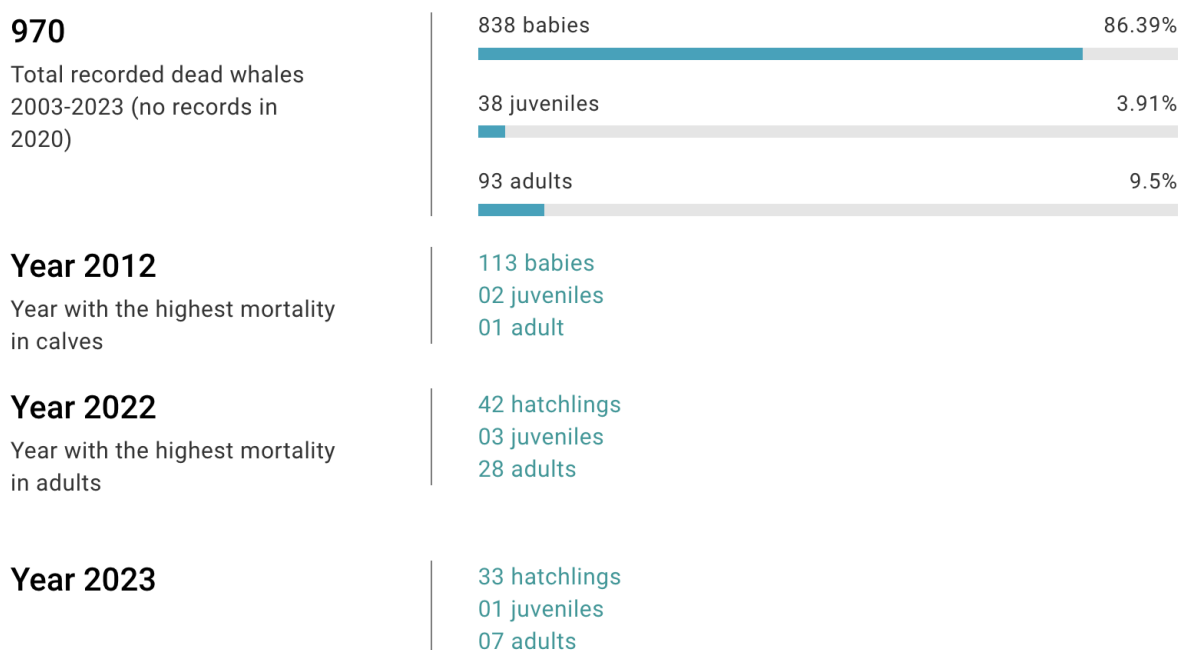 970
Total recorded dead whales
2003-2023 (no records in
2020)
838 babies 86.39%
38 juveniles 3.91%
93 adults 9.5%
Year 2012
Year with the highest mortality
in calves
113 babies
02 juveniles
01 adult
Year 2022
Year with the highest mortality
in adults
42 hatchlings
03 juveniles
28 adults
Year 2023
33 hatchlings
01 juveniles
07 adults